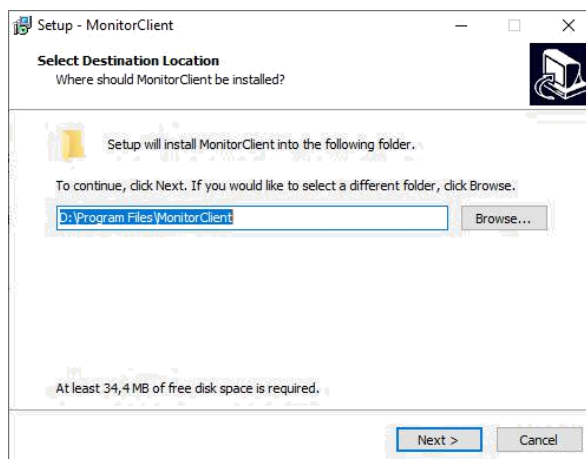 Setup - MonitorClient
Select Destination Location
Where should MonitorClient be installed?
Setup will install MonitorClient into the following folder.
To continue, click Next. If you would like to select a different folder, click Browse.
D:\Program Files\MonitorClient
Browse...
At least 34,4 MB of free disk space is required.
Next >
Cancel